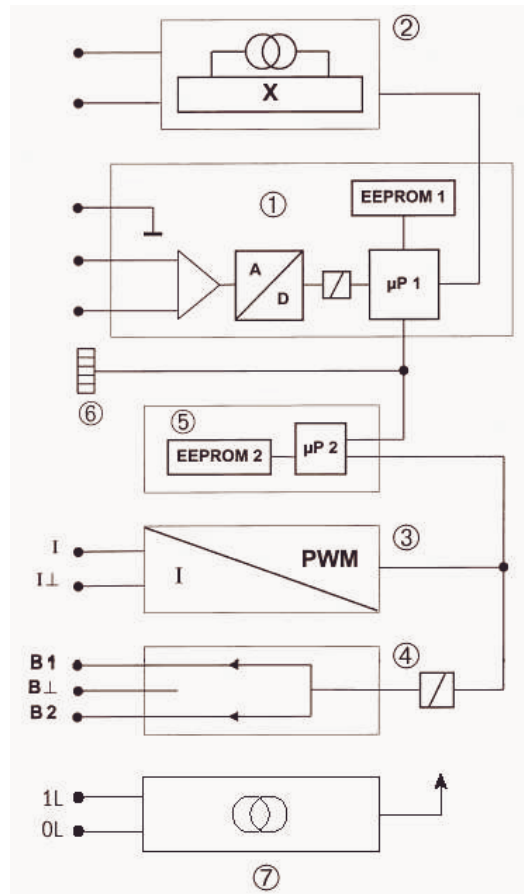 ②
X
①
EEPROM 1
A
D
µP 1
⑥
⑤
EEPROM 2
µP 2
③
I
I⊥
I
PWM
④
B1
B⊥
B2
1L
0L
⑦